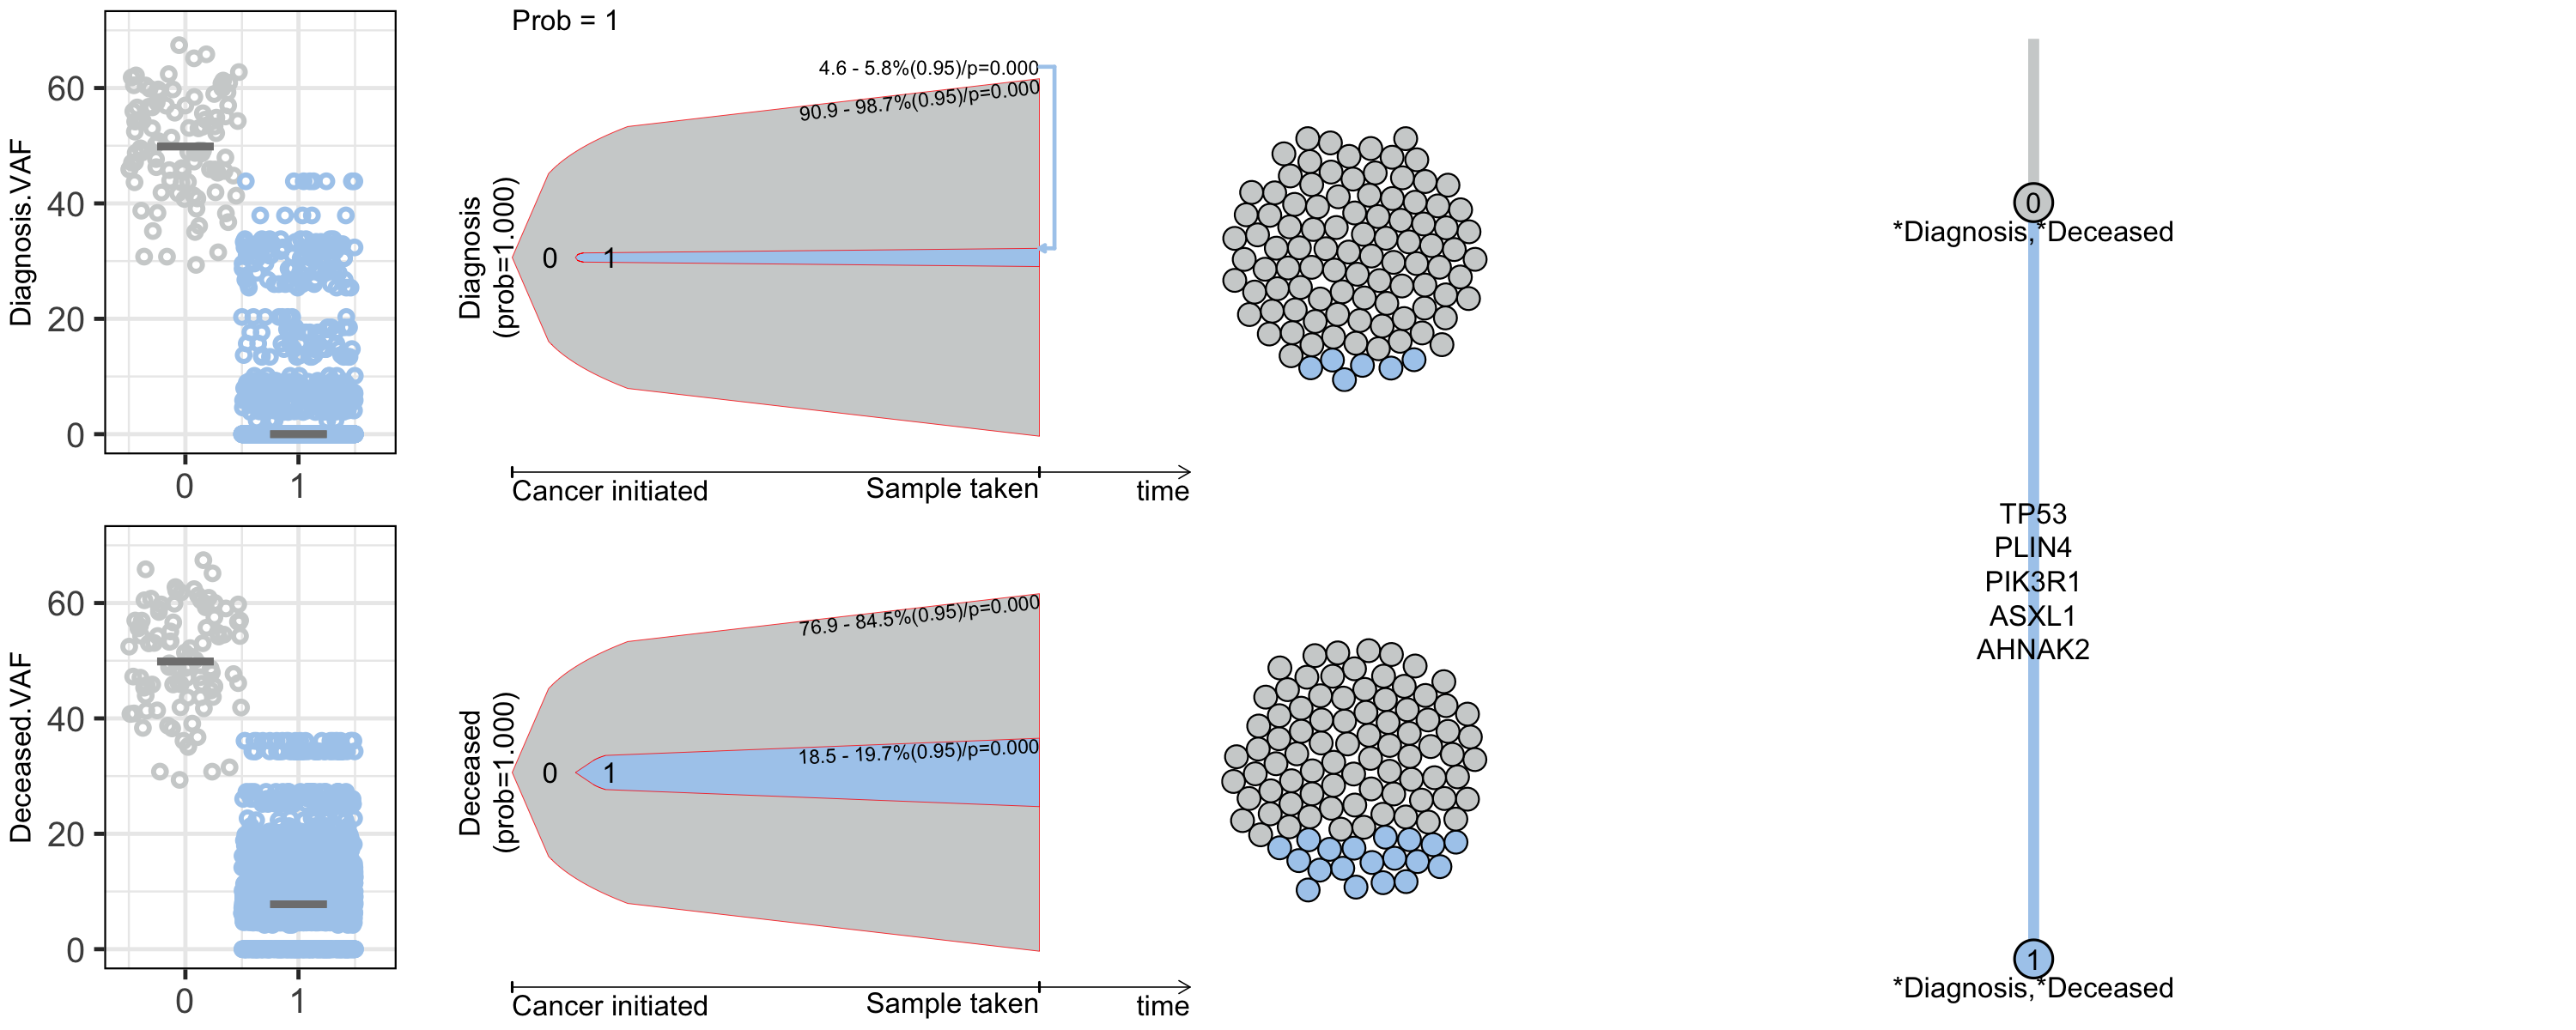 Prob = 1
Diagnosis.VAF
60
40
20
0
0
1
Diagnosis
(prob=1.000)
4.6 - 5.8%(0.95)/p=0.000
90.9 - 98.7%(0.95)/p=0.000
0
1
Cancer initiated
Sample taken
time
Deceased.VAF
60
40
20
0
0
1
Deceased
(prob=1.000)
76.9 - 84.5%(0.95)/p=0.000
18.5 - 19.7%(0.95)/p=0.000
0
1
Cancer initiated
Sample taken
time
0
*Diagnosis,*Deceased
TP53
PLIN4
PIK3R1
ASXL1
AHNAK2
1
*Diagnosis,*Deceased